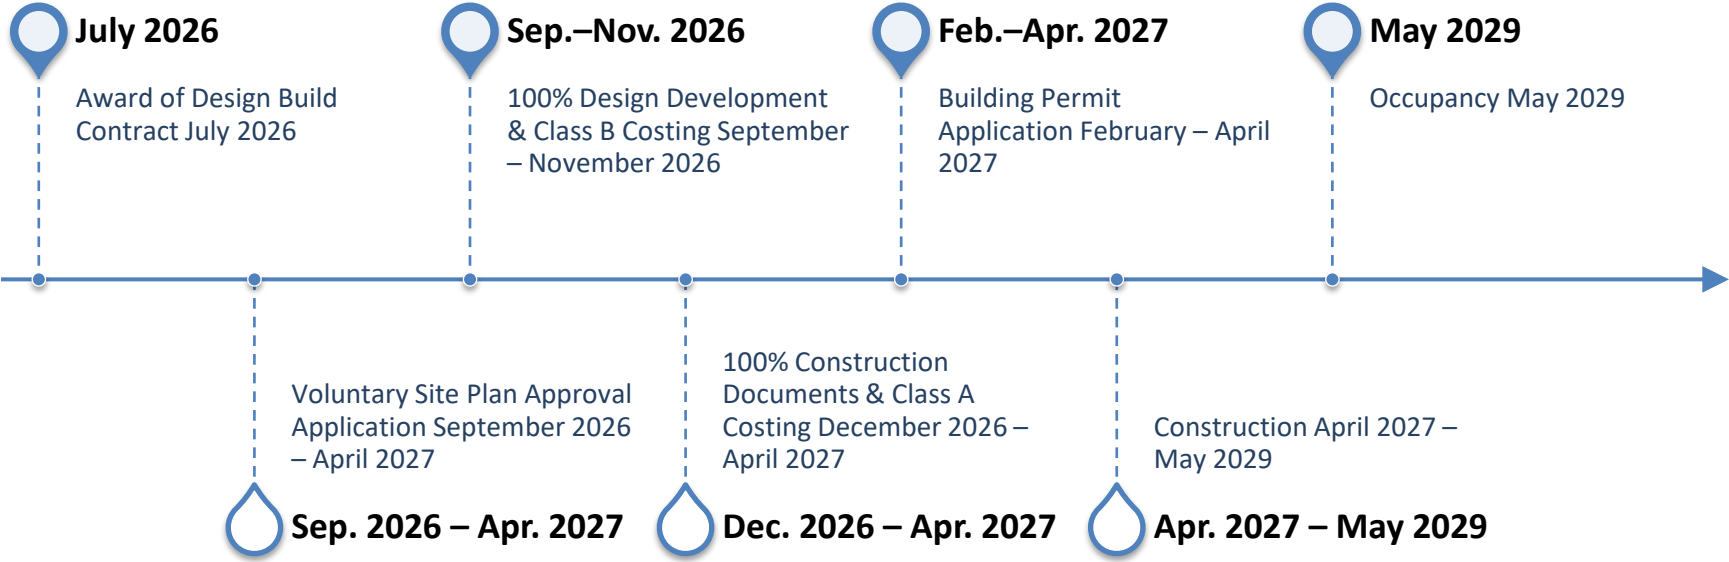 July 2026
Award of Design Build
Contract July 2026
Sep.–Nov. 2026
100% Design Development
& Class B Costing September
– November 2026
Feb.–Apr. 2027
Building Permit
Application February – April
2027
May 2029
Occupancy May 2029
Voluntary Site Plan Approval
Application September 2026
– April 2027
Sep. 2026 – Apr. 2027
100% Construction
Documents & Class A
Costing December 2026 –
April 2027
Dec. 2026 – Apr. 2027
Construction April 2027 –
May 2029
Apr. 2027 – May 2029